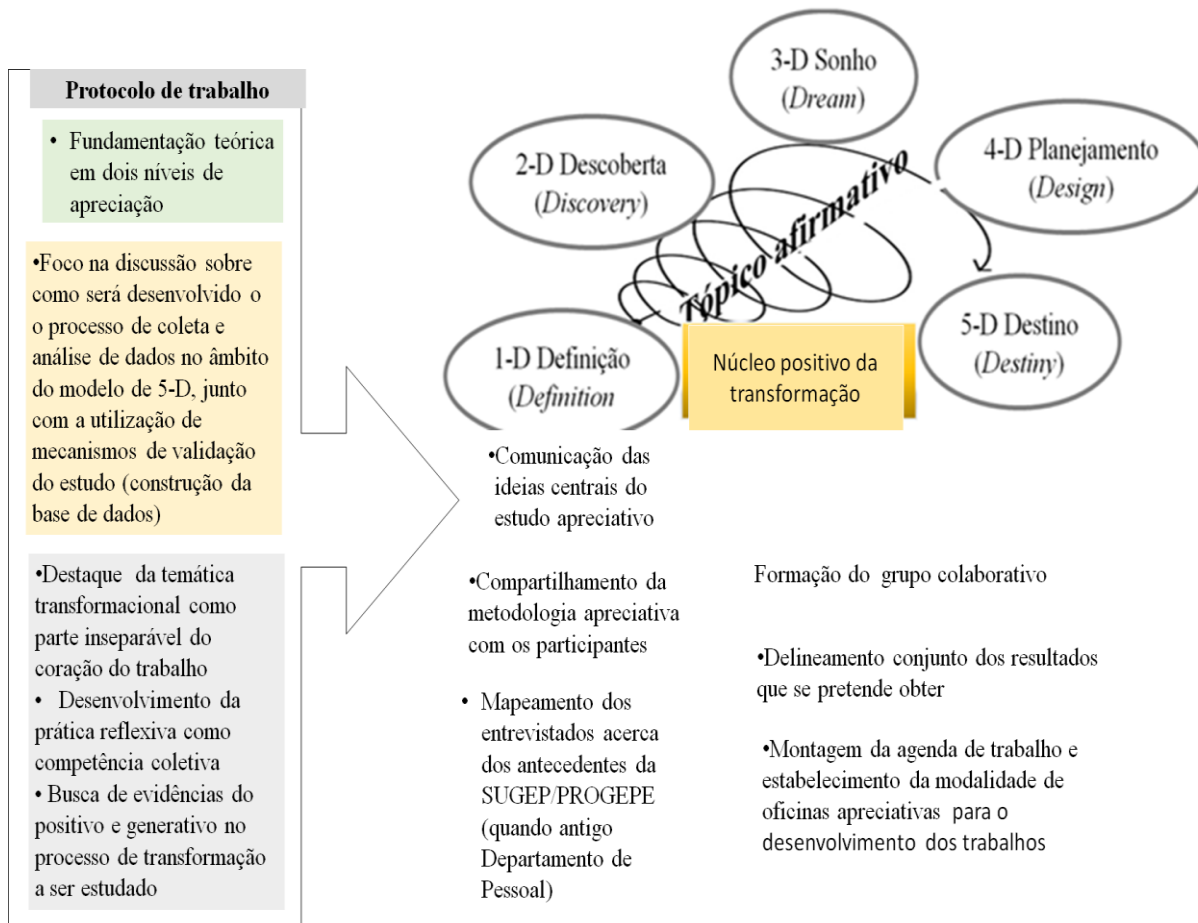 Protocolo de trabalho
• Fundamentação teórica
em dois níveis de
apreciação
•Foco na discussão sobre
como será desenvolvido o
o processo de coleta e
análise de dados no âmbito
do modelo de 5-D, junto
com a utilização de
mecanismos de validação
do estudo (construção da
base de dados)
•Destaque da temática
transformacional como
parte inseparável do
coração do trabalho
• Desenvolvimento da
prática reflexiva como
competência coletiva
• Busca de evidências do
positivo e generativo no
processo de transformação
a ser estudado
3-D Sonho
(Dream)
2-D Descoberta
(Discovery)
4-D Planejamento
(Design)
Tópico afirmativo
1-D Definição
(Definition
5-D Destino
(Destiny)
Núcleo positivo da
transformação
•Comunicação das
ideias centrais do
estudo apreciativo
•Compartilhamento da
metodologia apreciativa
com os participantes
• Mapeamento dos
entrevistados acerca
dos antecedentes da
SUGEP/PROGEPE
(quando antigo
Departamento de
Pessoal)
Formação do grupo colaborativo
•Delineamento conjunto dos resultados
que se pretende obter
•Montagem da agenda de trabalho e
estabelecimento da modalidade de
oficinas apreciativas para o
desenvolvimento dos trabalhos